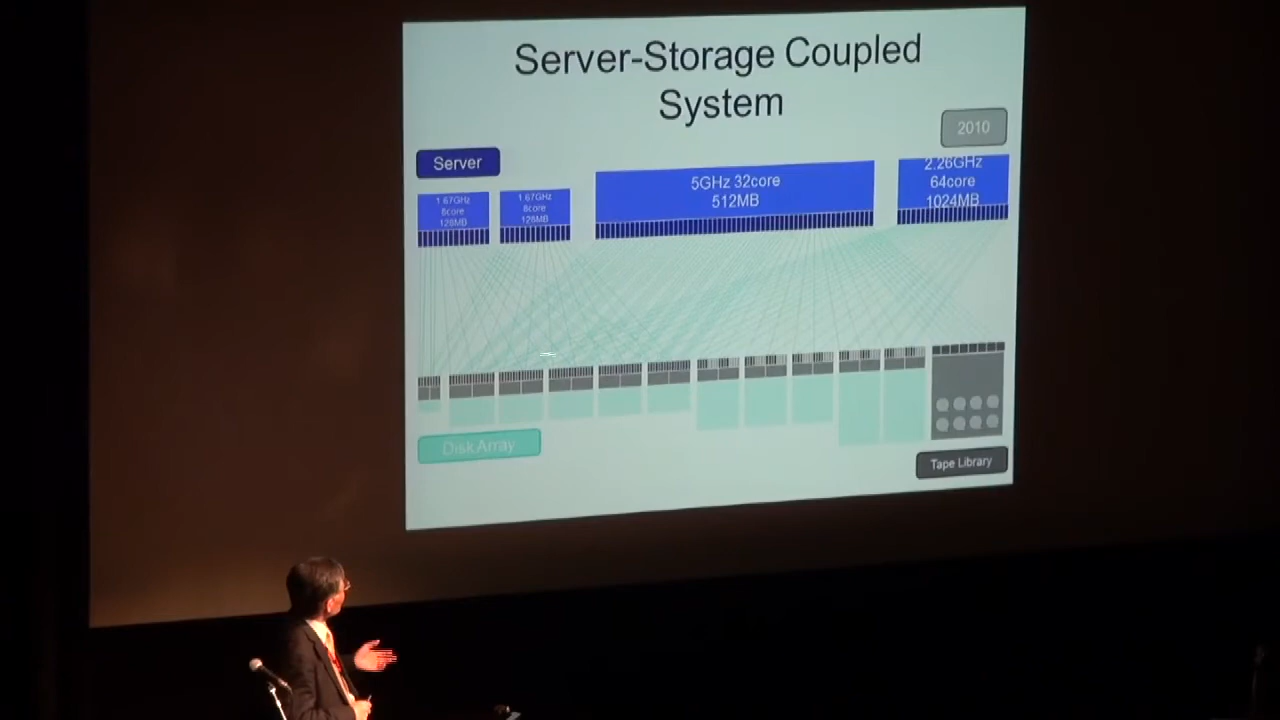 Server-Storage Coupled
System
2010
Server
1.67GHz
8core
128MB
1.67GHz
8core
128MB
5GHz 32core
512MB
2.26GHz
64core
1024MB
Disk Array
Tape Library